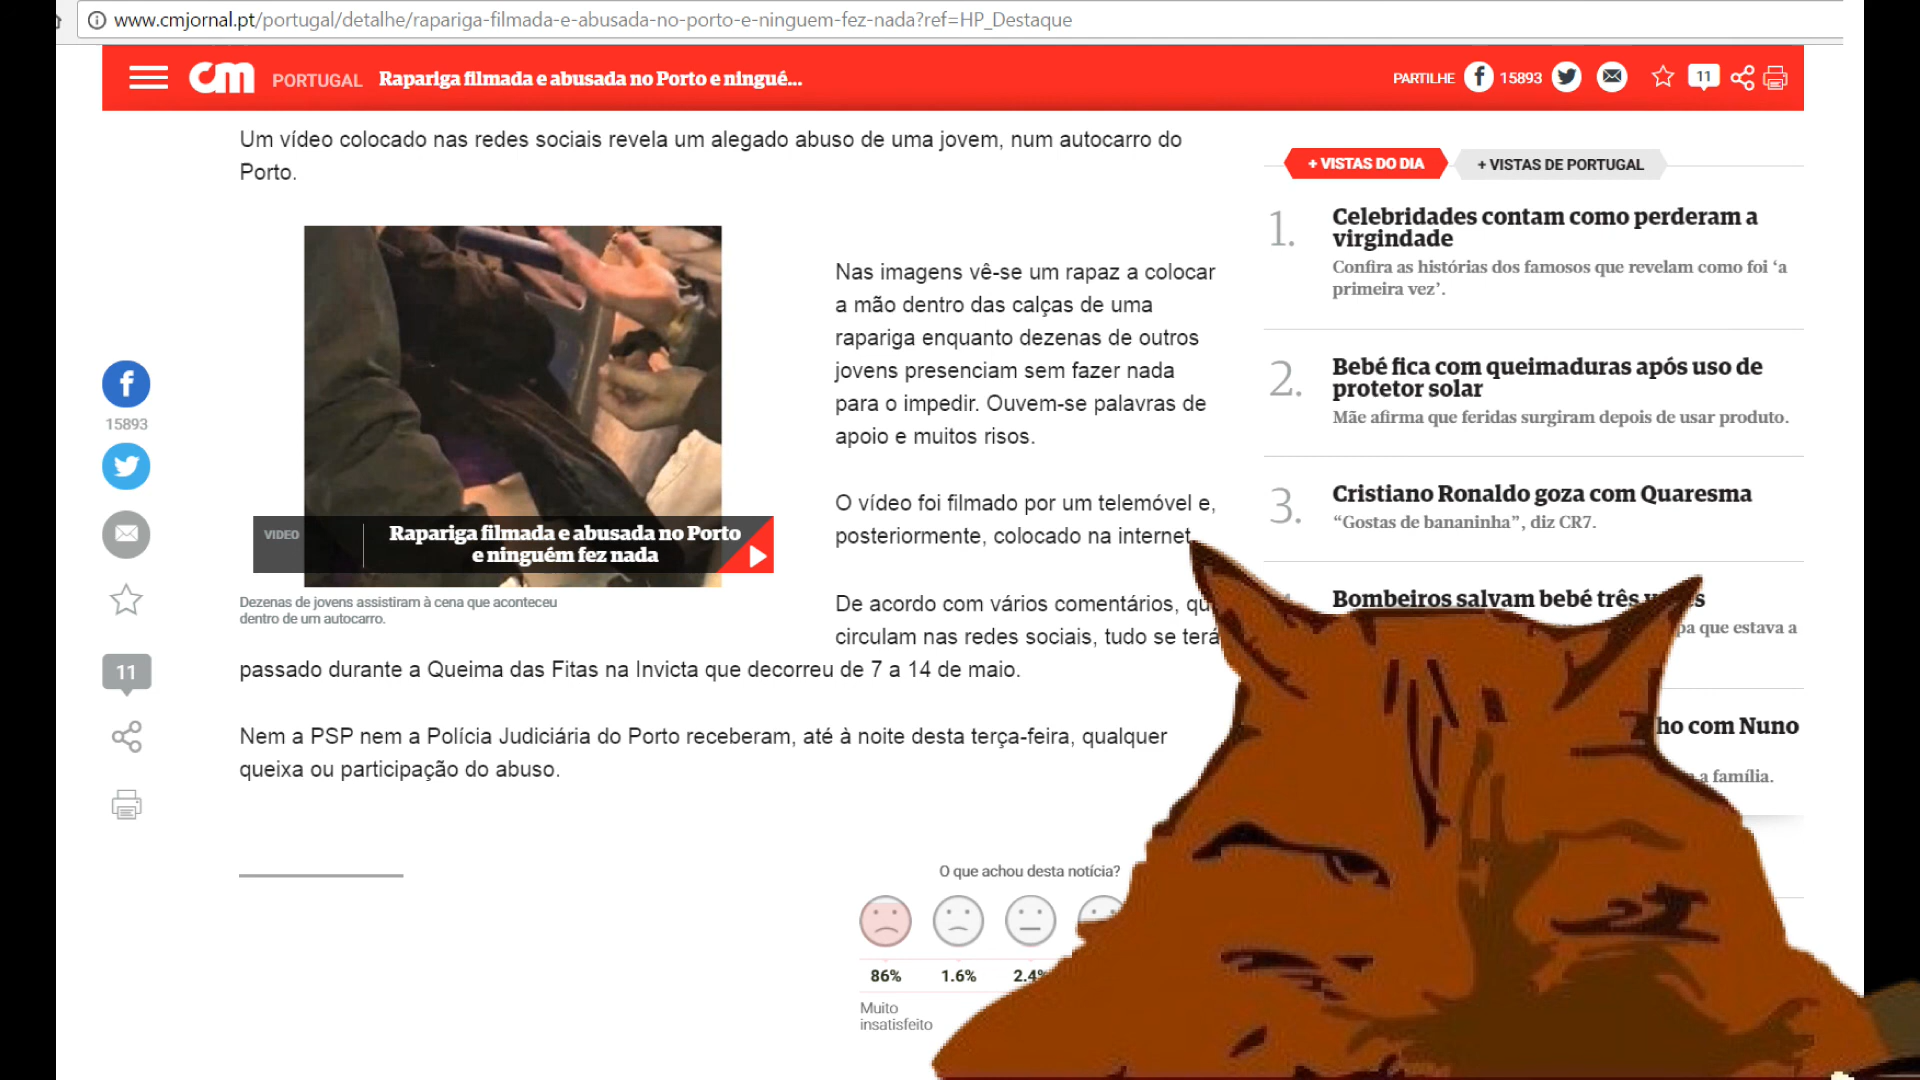 www.cmjornal.pt/portugal/detalhe/rapariga-filmada-e-abusada-no-porto-e-ninguem-fez-nada?ref=HP_Destaque
cm PORTUGAL Rapariga filmada e abusada no Porto e ningué...
PARTILHE 15893 11
Um vídeo colocado nas redes sociais revela um alegado abuso de uma jovem, num autocarro do
Porto.
VIDEO
Rapariga filmada e abusada no Porto
e ninguém fez nada
Dezenas de jovens assistiram à cena que aconteceu
dentro de um autocarro.
Nas imagens vê-se um rapaz a colocar
a mão dentro das calças de uma
rapariga enquanto dezenas de outros
jovens presenciam sem fazer nada
para o impedir. Ouvem-se palavras de
apoio e muitos risos.
O vídeo foi filmado por um telemóvel e,
posteriormente, colocado na internet
De acordo com vários comentários,
circulam nas redes sociais, tudo se terá
passado durante a Queima das Fitas na Invicta que decorreu de 7 a 14 de maio.
Nem a PSP nem a Polícia Judiciária do Porto receberam, até à noite desta terça-feira, qualquer
queixa ou participação do abuso.
15893
11
O que achou desta notícia?
86% 1.6% 2.4%
Muito
insatisfeito
+ VISTAS DO DIA
+ VISTAS DE PORTUGAL
1.
Celebridades contam como perderam a
virgindade
Confira as histórias dos famosos que revelam como foi ‘a
primeira vez’.
2.
Bebé fica com queimaduras após uso de
protetor solar
Mãe afirma que feridas surgiram depois de usar produto.
3.
Cristiano Ronaldo goza com Quaresma
“Gostas de bananinha”, diz CR7.
Bombeiros salvam bebé três
que estava a
com Nuno
a família.